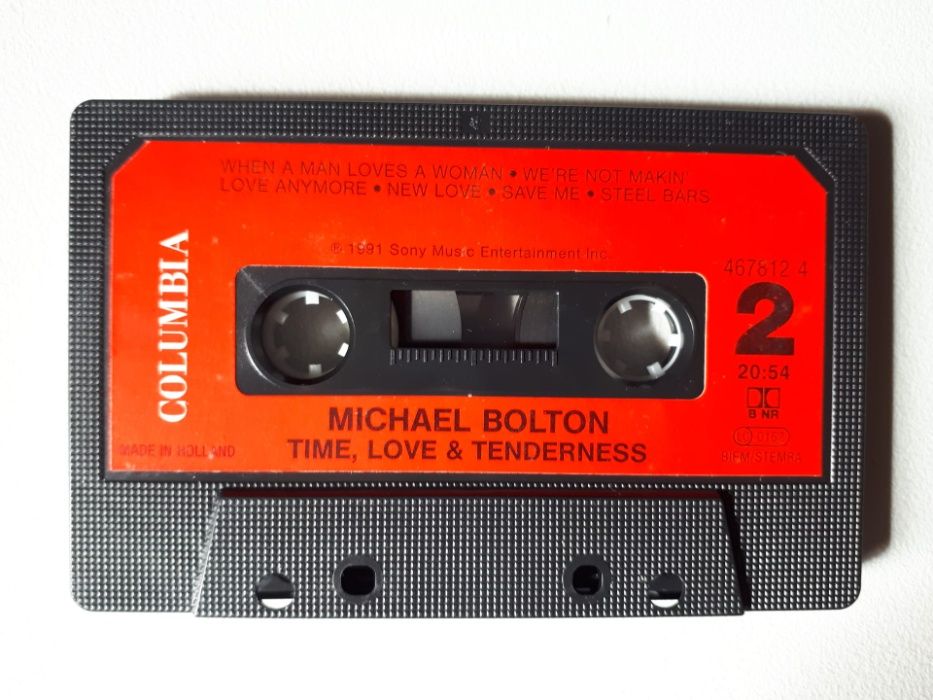 WHEN A MAN LOVES A WOMAN • WE'RE NOT MAKIN'
LOVE ANYMORE • NEW LOVE • SAVE ME • STEEL BARS
℗ 1991 Sony Music Entertainment Inc.
COLUMBIA
467812 4
2
20:54
B NR
MICHAEL BOLTON
TIME, LOVE & TENDERNESS
MADE IN HOLLAND
BIEM/STEMRA